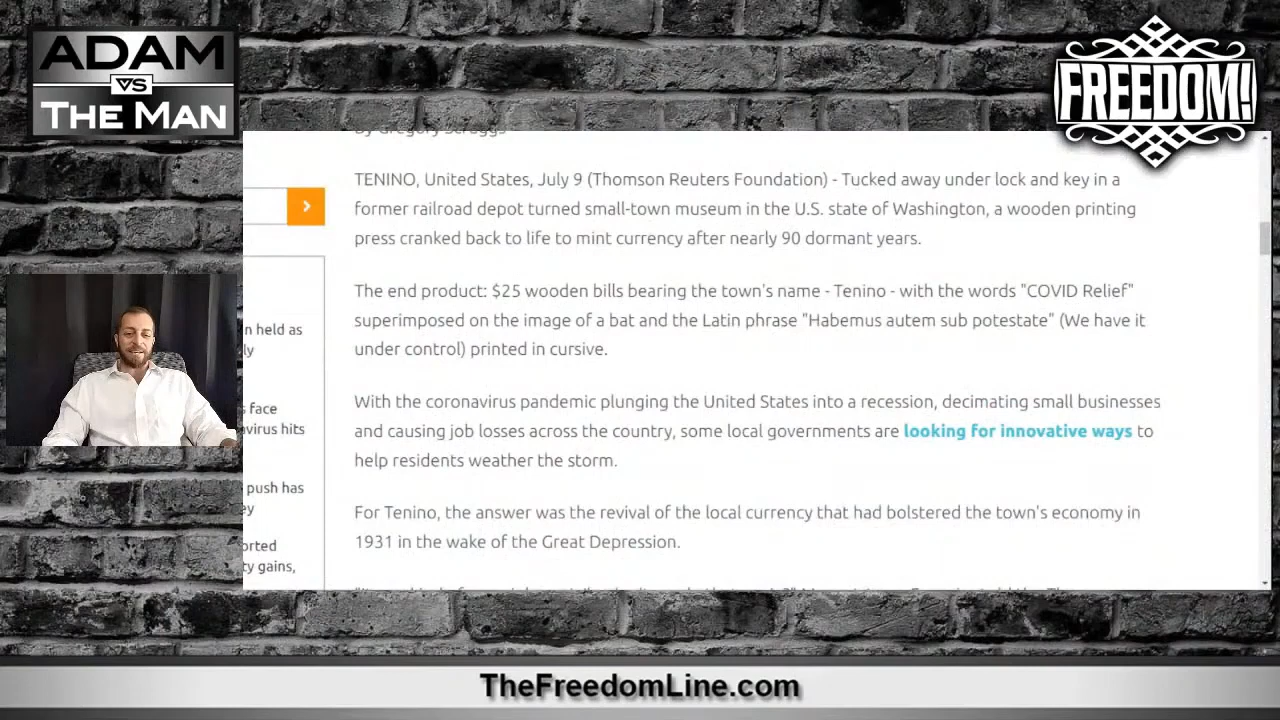 ADAM
VS
THE MAN
FREEDOM!
By Gregory Scruggs
TENINO, United States, July 9 (Thomson Reuters Foundation) - Tucked away under lock and key in a
former railroad depot turned small-town museum in the U.S. state of Washington, a wooden printing
press cranked back to life to mint currency after nearly 90 dormant years.
The end product: $25 wooden bills bearing the town's name - Tenino - with the words "COVID Relief"
superimposed on the image of a bat and the Latin phrase "Habemus autem sub potestate" (We have it
under control) printed in cursive.
With the coronavirus pandemic plunging the United States into a recession, decimating small businesses
and causing job losses across the country, some local governments are looking for innovative ways to
help residents weather the storm.
For Tenino, the answer was the revival of the local currency that had bolstered the town's economy in
1931 in the wake of the Great Depression.
n held as
ly
s face
avirus hits
push has
ey
orted
ty gains,
TheFreedomLine.com